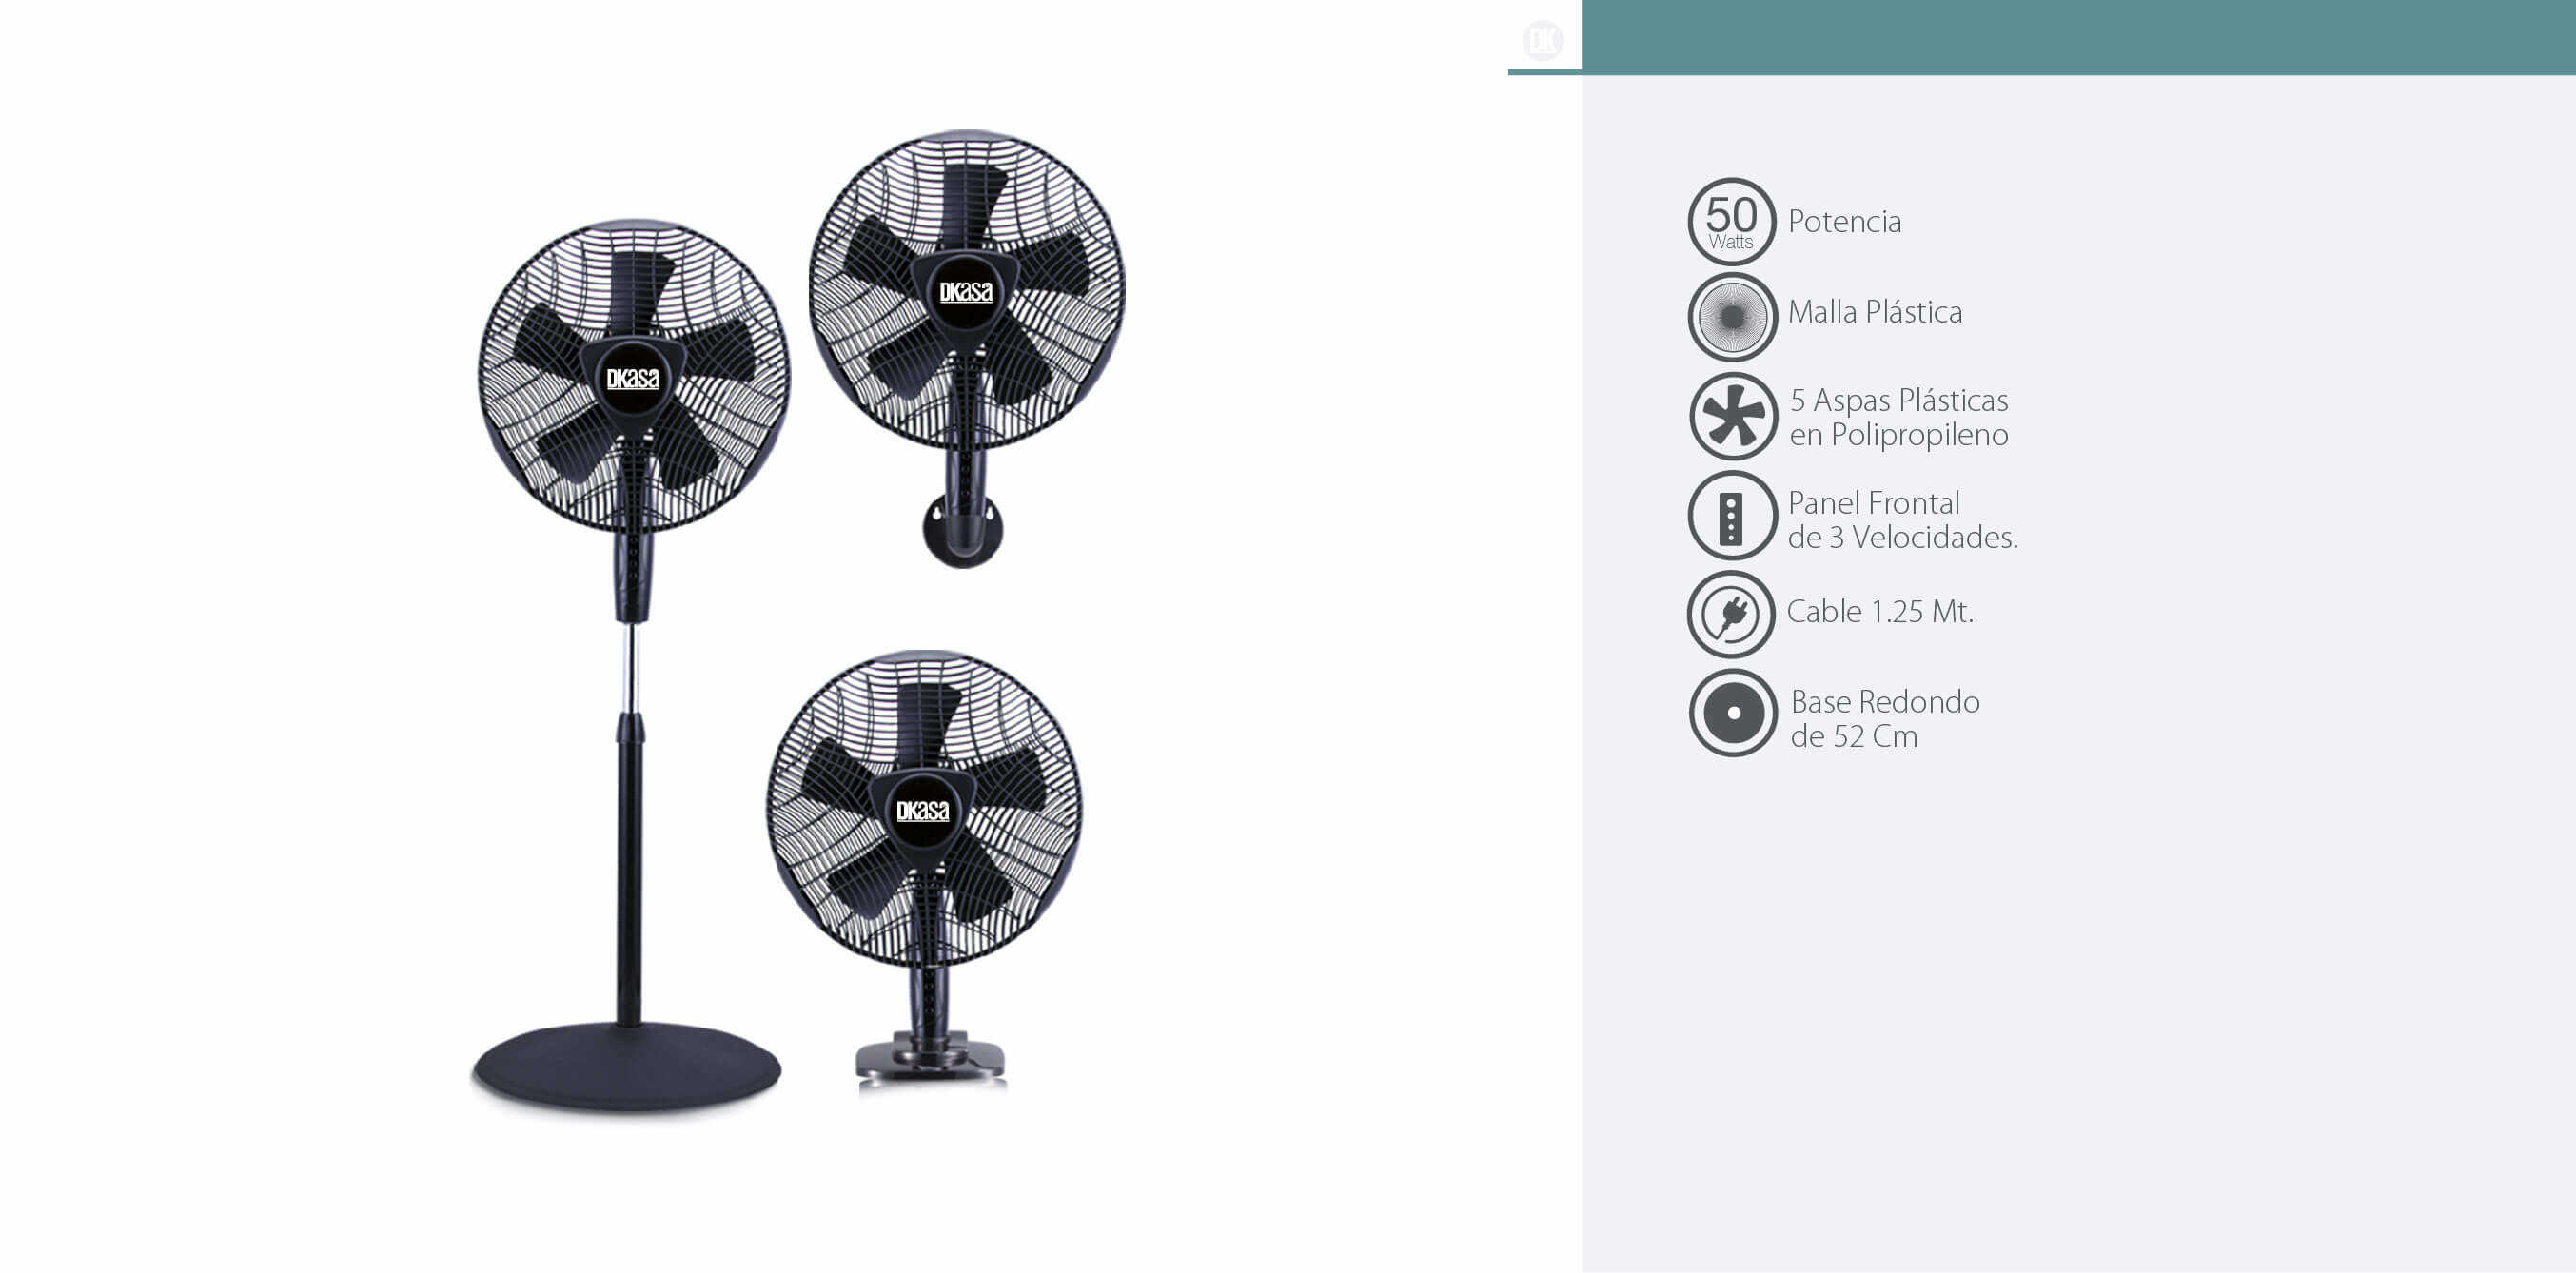 DK
DKasa
DKasa
DKasa
50
Watts
Potencia
Malla Plástica
5 Aspas Plásticas
en Polipropileno
Panel Frontal
de 3 Velocidades.
Cable 1.25 Mt.
Base Redondo
de 52 Cm